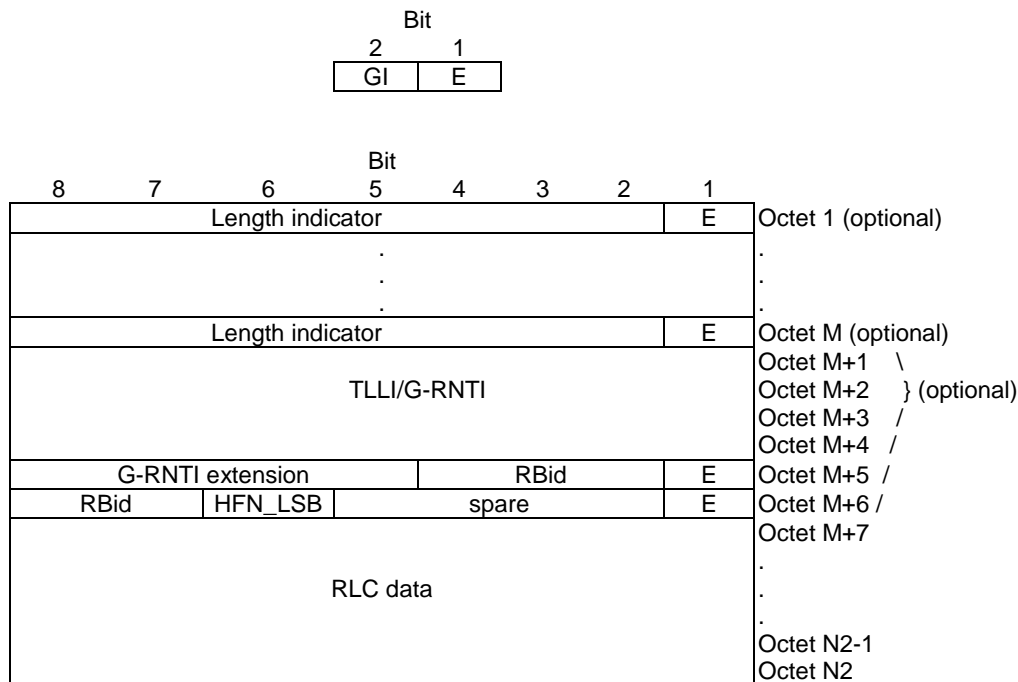 Bit
2 1
GI E
Bit
8 7 6 5 4 3 2 1
Length indicator E Octet 1 (optional)
. .
. .
. .
Length indicator E Octet M (optional)
Octet M+1 \
TLLI/G-RNTI Octet M+2 } (optional)
Octet M+3 /
Octet M+4 /
G-RNTI extension RBid E Octet M+5 /
RBid HFN_LSB spare E Octet M+6 /
Octet M+7
.
RLC data .
.
Octet N2-1
Octet N2